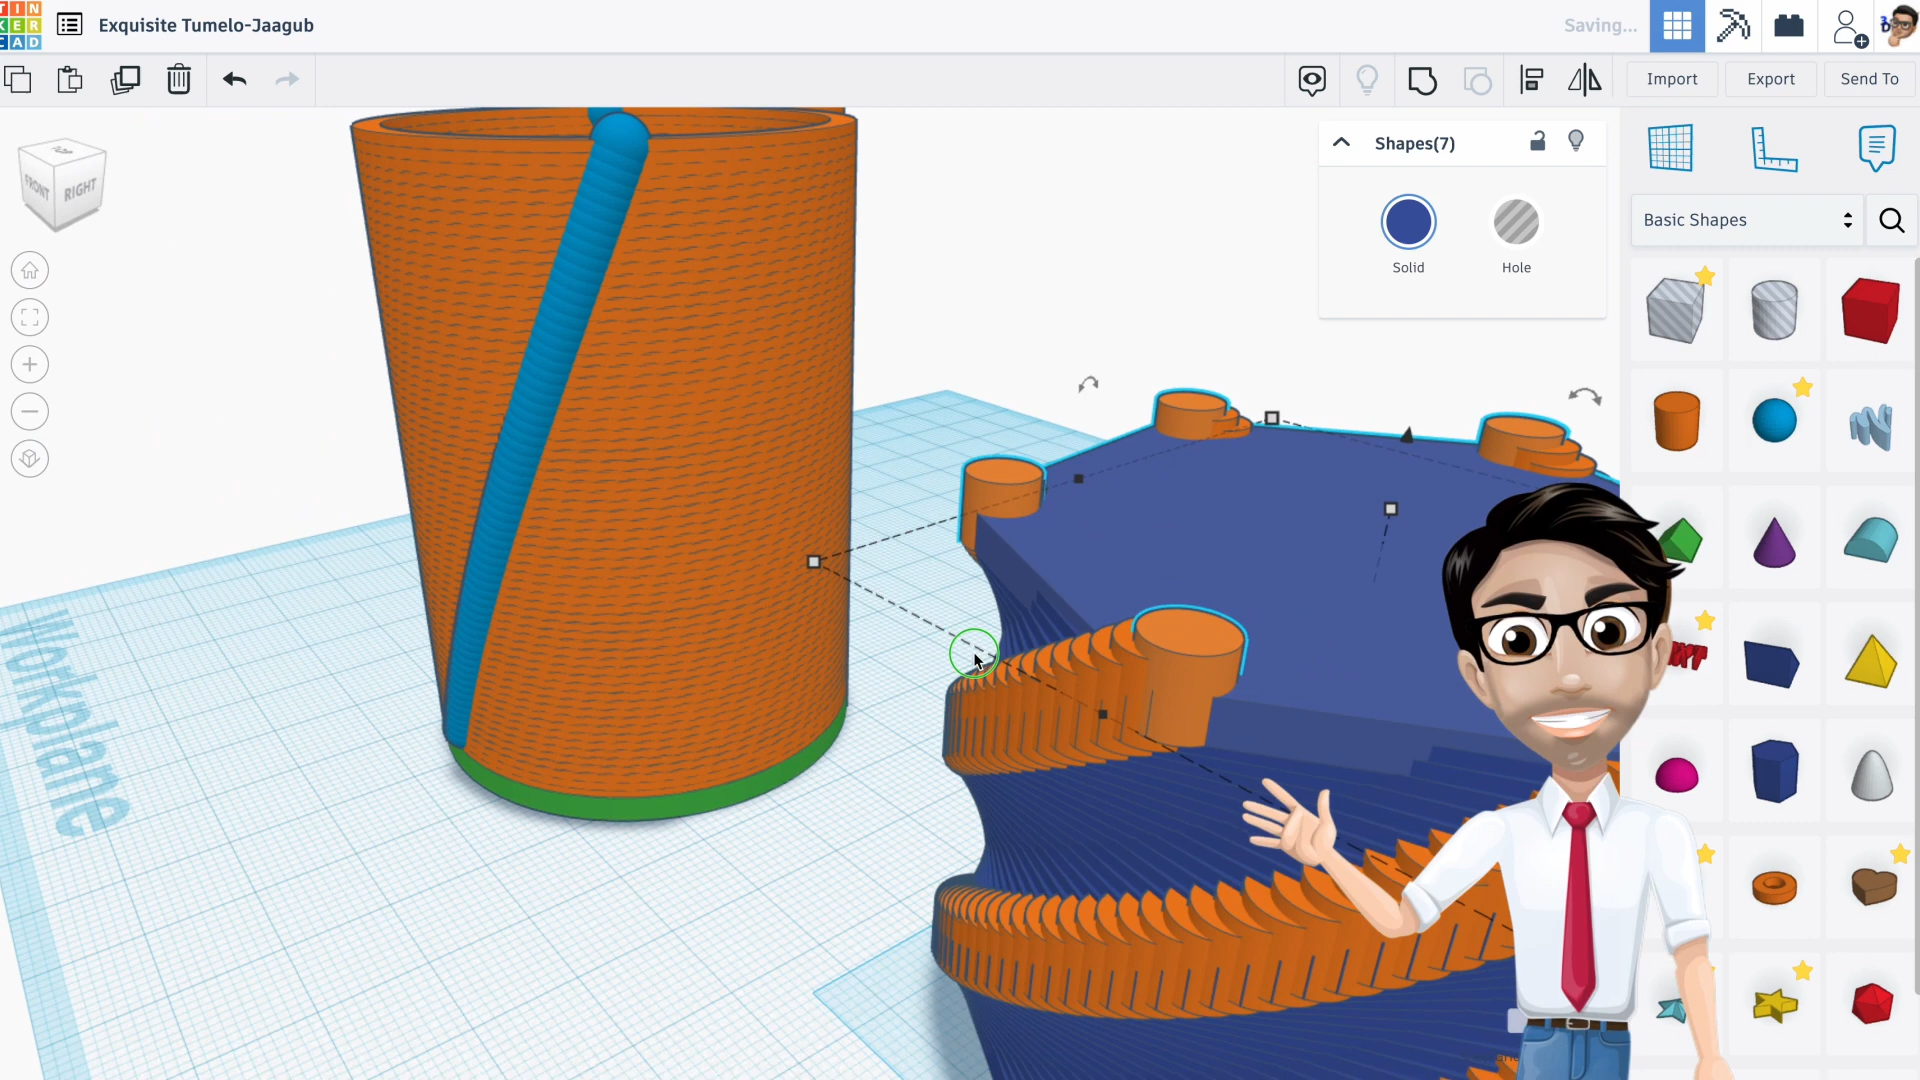 TIN
KER
CAD
Exquisite Tumelo-Jaagub
Saving...
Import
Export
Send To
TOP
FRONT
RIGHT
Shapes(7)
Solid
Hole
Basic Shapes
Workplane